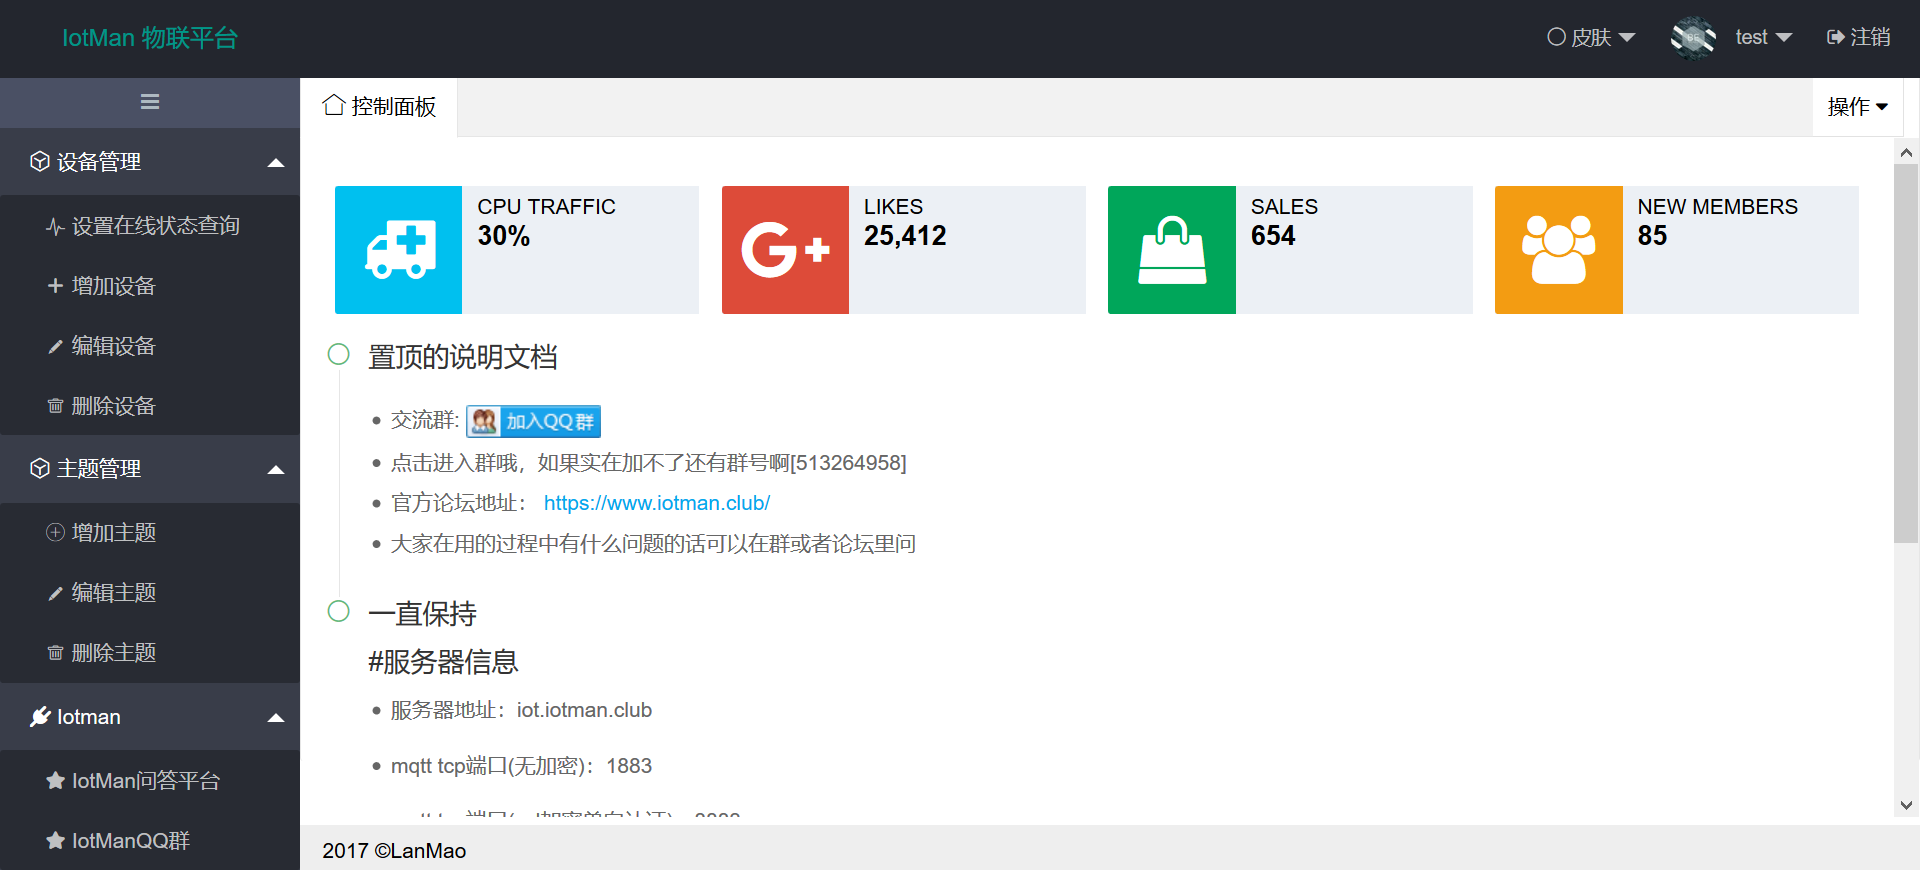 IotMan 物联平台
皮肤
test
注销
控制面板
操作
设备管理
设置在线状态查询
增加设备
编辑设备
删除设备
主题管理
增加主题
编辑主题
删除主题
Iotman
IotMan问答平台
IotManQQ群
CPU TRAFFIC
30%
LIKES
25,412
SALES
654
NEW MEMBERS
85
置顶的说明文档
交流群: 加入QQ群
点击进入群哦，如果实在加不了还有群号啊[513264958]
官方论坛地址： https://www.iotman.club/
大家在用的过程中有什么问题的话可以在群或者论坛里问
一直保持
#服务器信息
服务器地址：iot.iotman.club
mqtt tcp端口(无加密)：1883
2017 ©LanMao